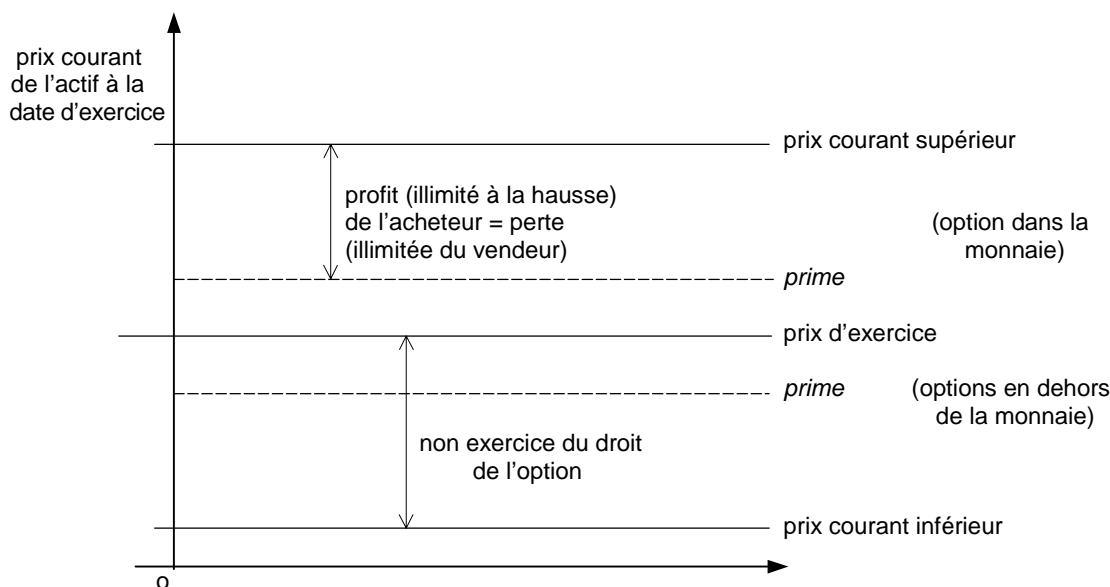 prix courant
de l’actif à la
date d’exercice
prix courant supérieur
profit (illimité à la hausse)
de l’acheteur = perte
(illimitée du vendeur)
(option dans la
monnaie)
prime
prix d’exercice
prime
(options en dehors
de la monnaie)
non exercice du droit
de l’option
prix courant inférieur
o